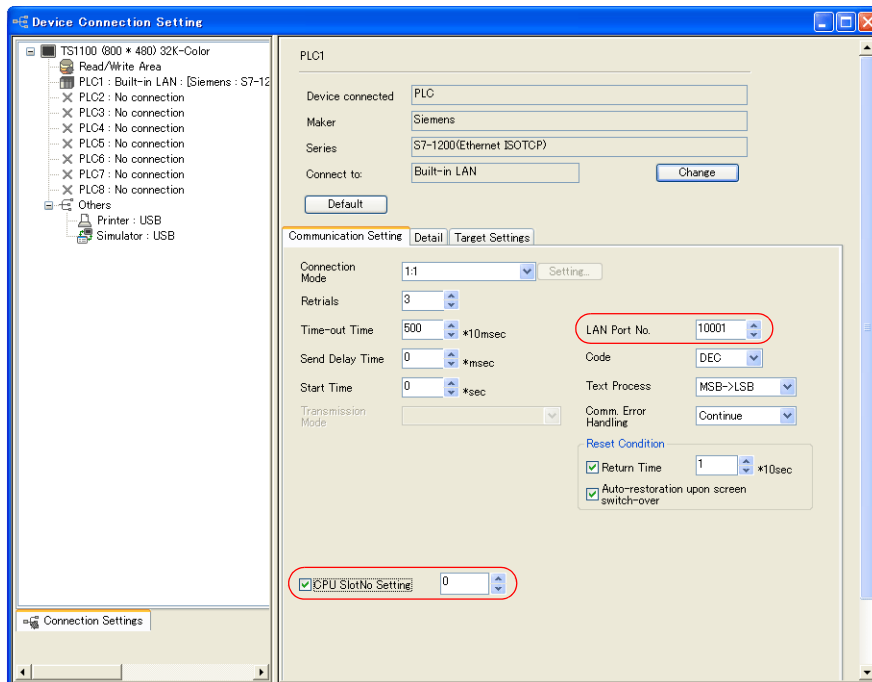 Device Connection Setting
TS1100 (800 * 480) 32K-Color
Read/Write Area
PLC1 : Built-in LAN : [Siemens : S7-12
PLC2 : No connection
PLC3 : No connection
PLC4 : No connection
PLC5 : No connection
PLC6 : No connection
PLC7 : No connection
PLC8 : No connection
Others
Printer : USB
Simulator : USB
Connection Settings
PLC1
Device connected PLC
Maker Siemens
Series S7-1200(Ethernet ISOTCP)
Connect to: Built-in LAN Change
Default
Communication Setting Detail Target Settings
Connection
Mode 1:1 Setting...
Retrials 3
Time-out Time 500 *10msec
Send Delay Time 0 *msec
Start Time 0 *sec
Transmission
Mode
LAN Port No. 10001
Code DEC
Text Process MSB->LSB
Comm. Error
Handling Continue
Reset Condition
Return Time 1 *10sec
Auto-restoration upon screen
switch-over
CPU SlotNo Setting 0